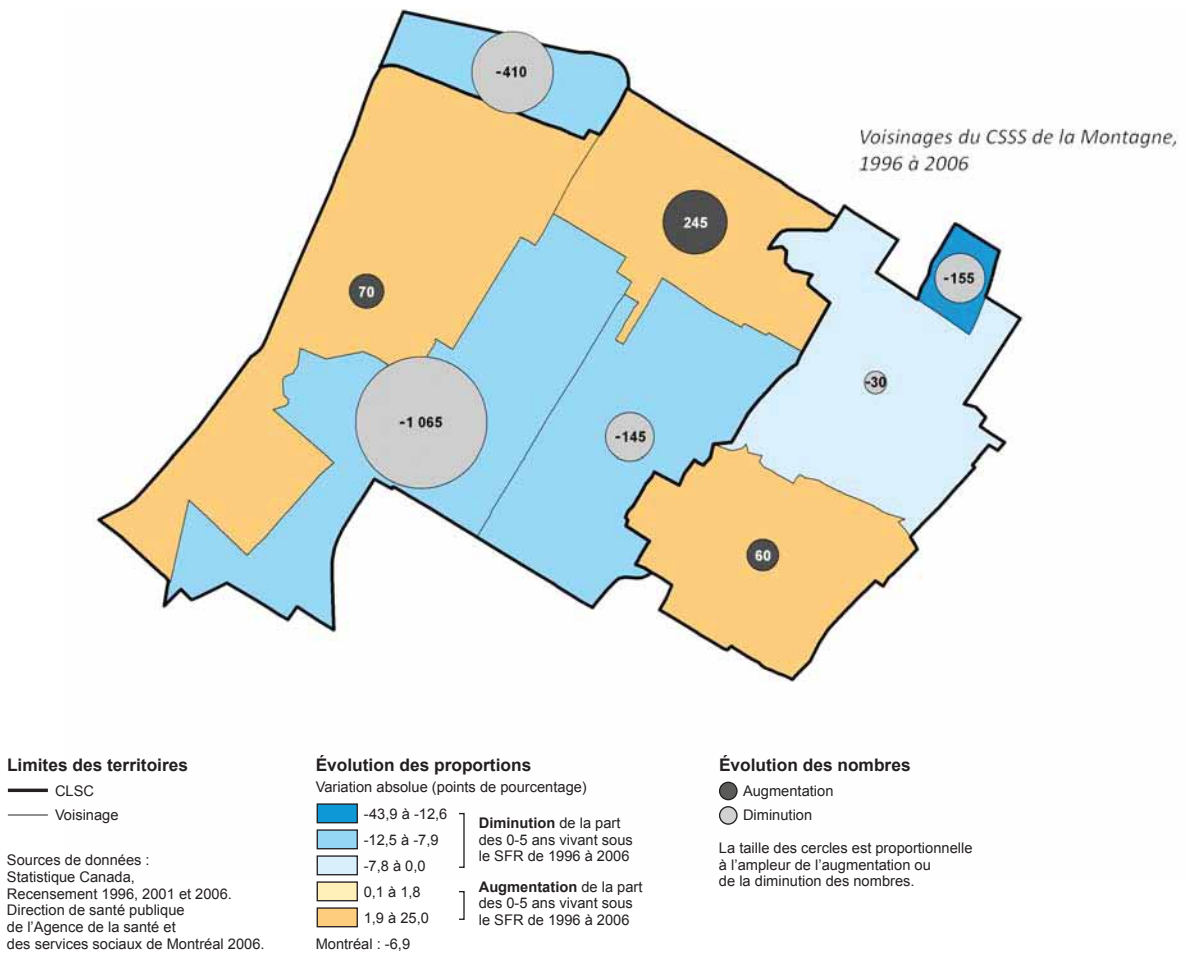 -410
Voisinages du CSSS de la Montagne,
1996 à 2006
245
-155
70
-30
-1 065
-145
60
Limites des territoires
CLSC
Voisinage
Sources de données :
Statistique Canada,
Recensement 1996, 2001 et 2006.
Direction de santé publique
de l'Agence de la santé et
des services sociaux de Montréal 2006.
Évolution des proportions
Variation absolue (points de pourcentage)
-43,9 à -12,6
-12,5 à -7,9
-7,8 à 0,0
Diminution de la part
des 0-5 ans vivant sous
le SFR de 1996 à 2006
0,1 à 1,8
1,9 à 25,0
Augmentation de la part
des 0-5 ans vivant sous
le SFR de 1996 à 2006
Montréal : -6,9
Évolution des nombres
Augmentation
Diminution
La taille des cercles est proportionnelle
à l'ampleur de l'augmentation ou
de la diminution des nombres.